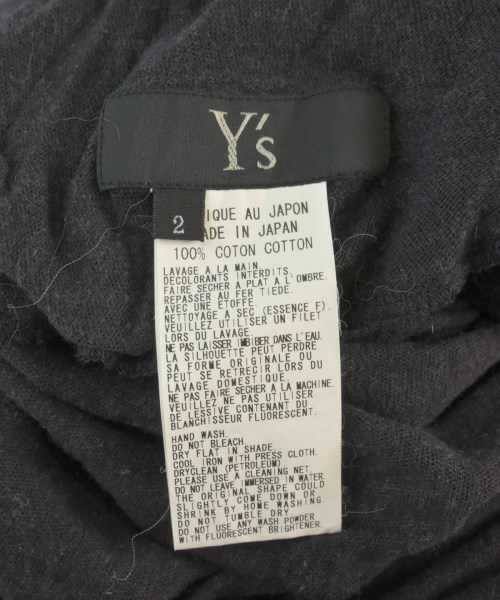 Y's
2
IQUE AU JAPON
ADE IN JAPAN
100% COTON COTTON
LAVAGE A LA MAIN.
DECOLORANTS INTERDITS.
FAIRE SECHER A PLAT A L'OMBRE.
REPASSER AU FER TIEDE.
AVEC UNE ETOFFE.
NETTOYAGE A SEC (ESSENCE F).
VEUILLEZ UTILISER UN FILET
LORS DU LAVAGE.
NE PAS LAISSER IMBIBER DANS L'EAU.
LA SILHOUETTE PEUT PERDRE
SA FORME ORIGINALE OU
PEUT SE RETRECIR LORS DU
LAVAGE DOMESTIQUE.
NE PAS FAIRE SECHER A LA MACHINE.
VEUILLEZ NE PAS UTILISER
DE LESSIVE CONTENANT DU
BLANCHISSEUR FLUORESCENT.
HAND WASH.
DO NOT BLEACH.
DRY FLAT IN SHADE.
COOL IRON WITH PRESS CLOTH.
DRYCLEAN (PETROLEUM)
PLEASE USE A CLEANING NET.
DO NOT LEAVE IMMERSED IN WATER
THE ORIGINAL SHAPE COULD
SLIGHTLY COME DOWN OR
SHRINK BY HOME WASHING.
DO NOT TUMBLE DRY.
DO NOT USE ANY WASH POWDER
WITH FLUORESCENT BRIGHTENER.